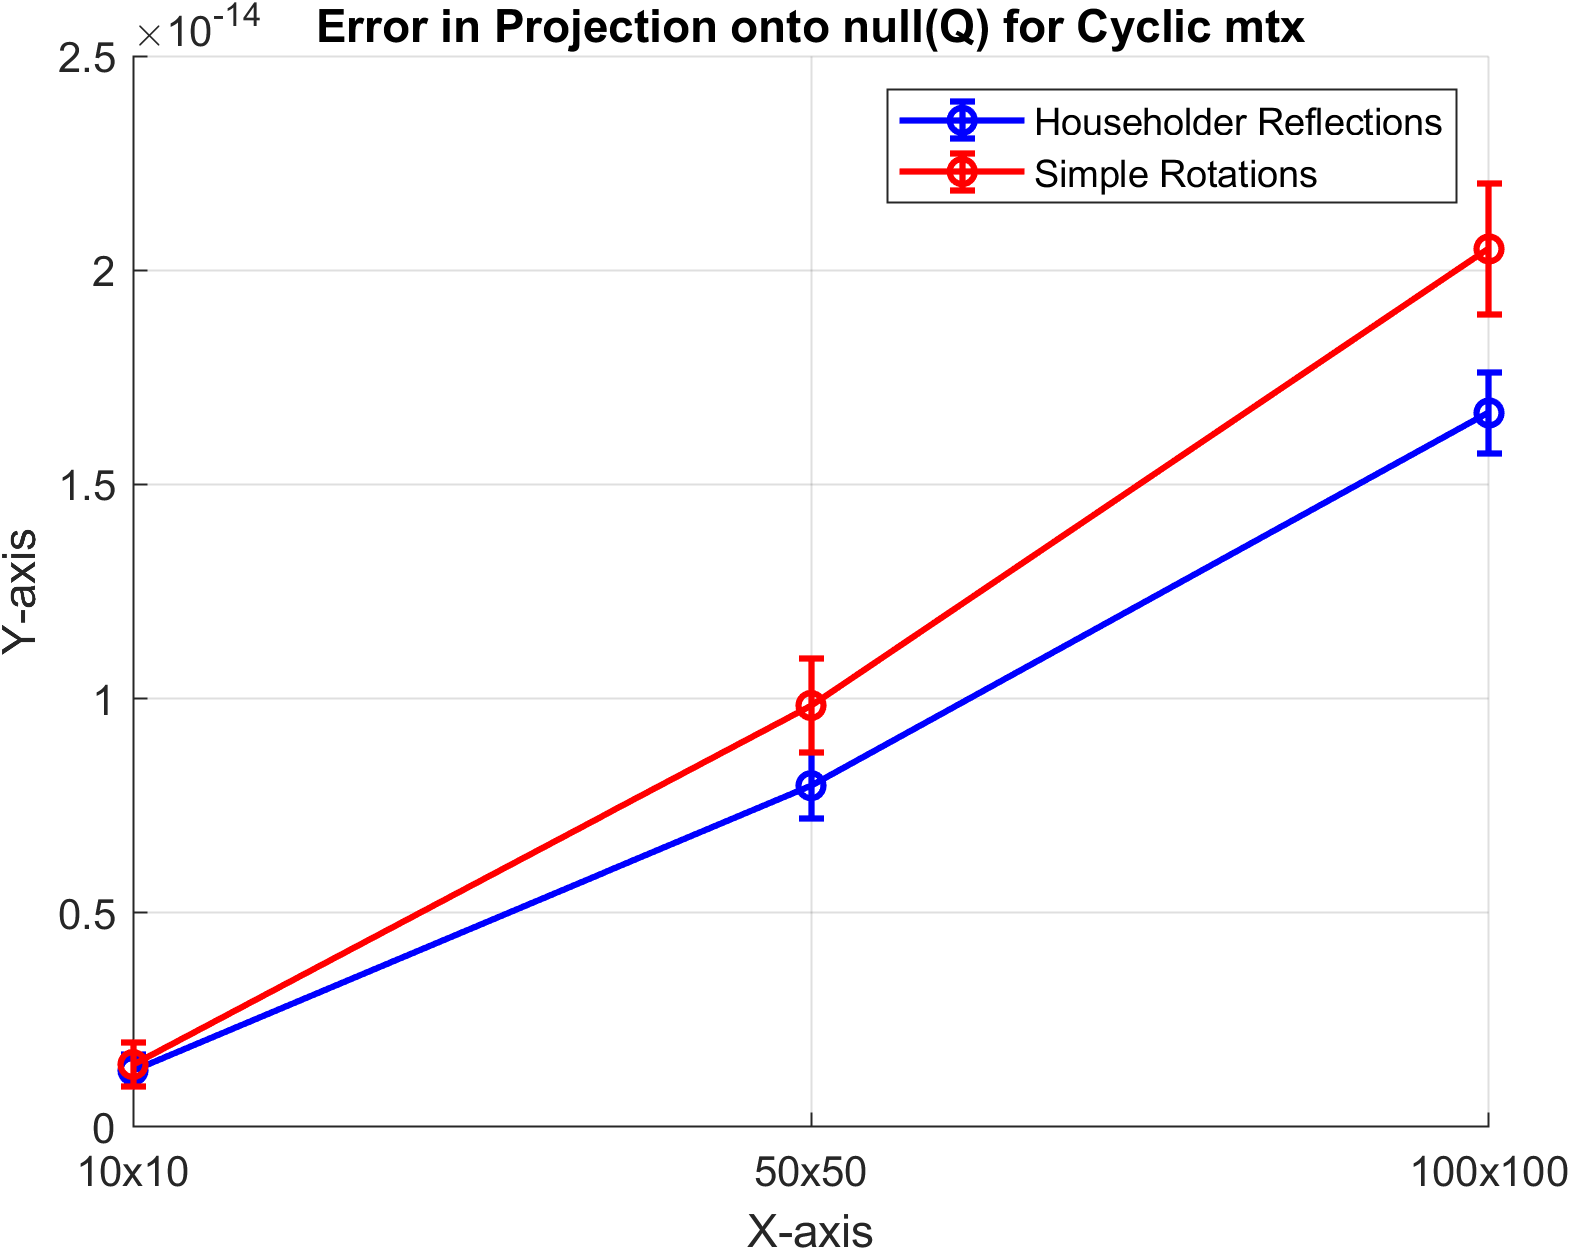 Error in Projection onto null(Q) for Cyclic mtx
×10-14
2.5
2
1.5
1
0.5
0
Y-axis
Householder Reflections
Simple Rotations
10x10
50x50
100x100
X-axis